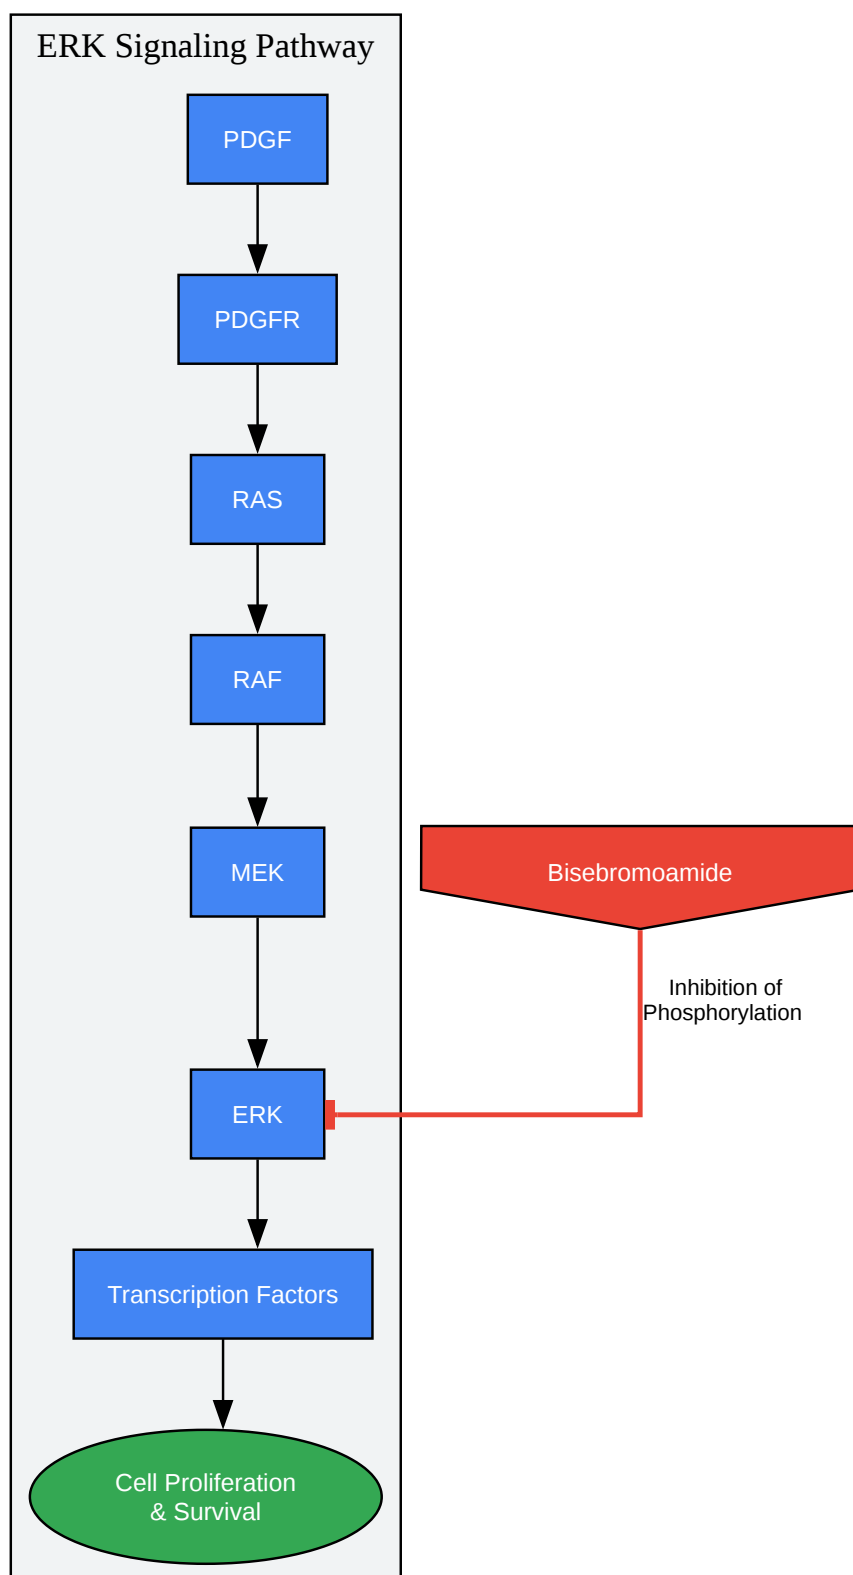 ERK Signaling Pathway
PDGF
PDGFR
RAS
RAF
MEK
Bisebromoamide
Inhibition of
Phosphorylation
ERK
Transcription Factors
Cell Proliferation
& Survival